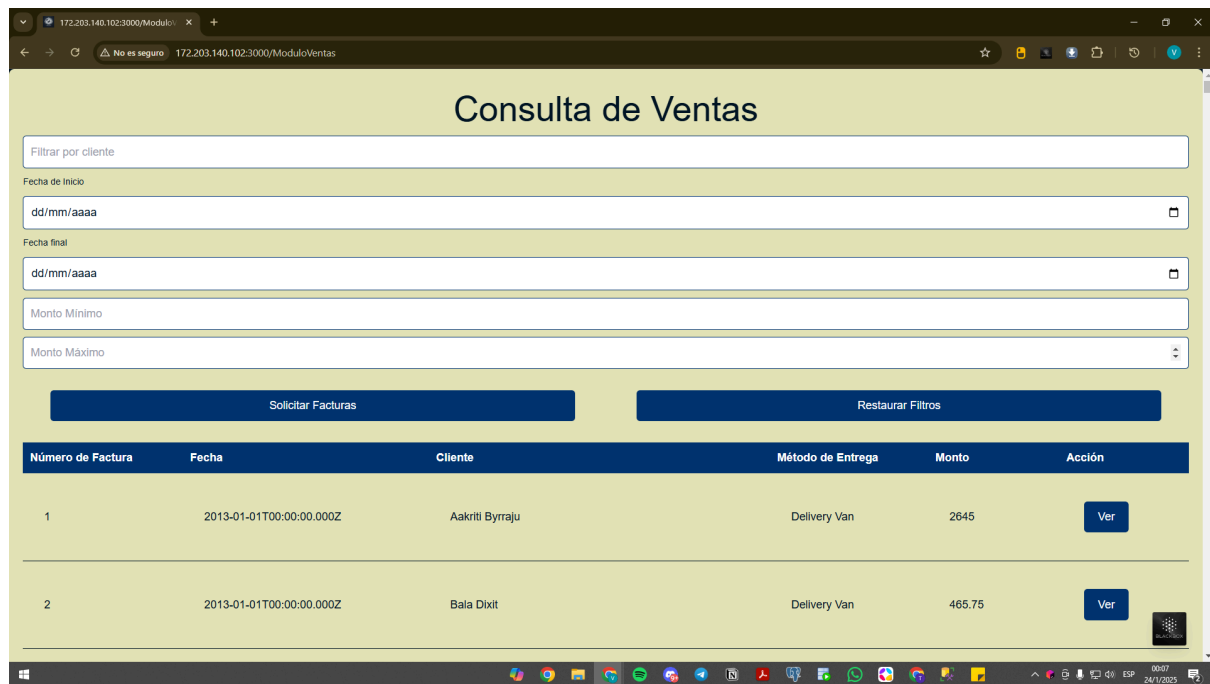 172.203.140.102:3000/ModuloV
No es seguro 172.203.140.102:3000/ModuloVentas
V
Consulta de Ventas
Filtrar por cliente
Fecha de Inicio
dd/mm/aaaa
Fecha final
dd/mm/aaaa
Monto Mínimo
Monto Máximo
Solicitar Facturas Restaurar Filtros
Número de Factura Fecha Cliente Método de Entrega Monto Acción
1 2013-01-01T00:00:00.000Z Aakriti Byrraju Delivery Van 2645 Ver
2 2013-01-01T00:00:00.000Z Bala Dixit Delivery Van 465.75 Ver
BLACKBOX
ESP 00:07
24/1/2025